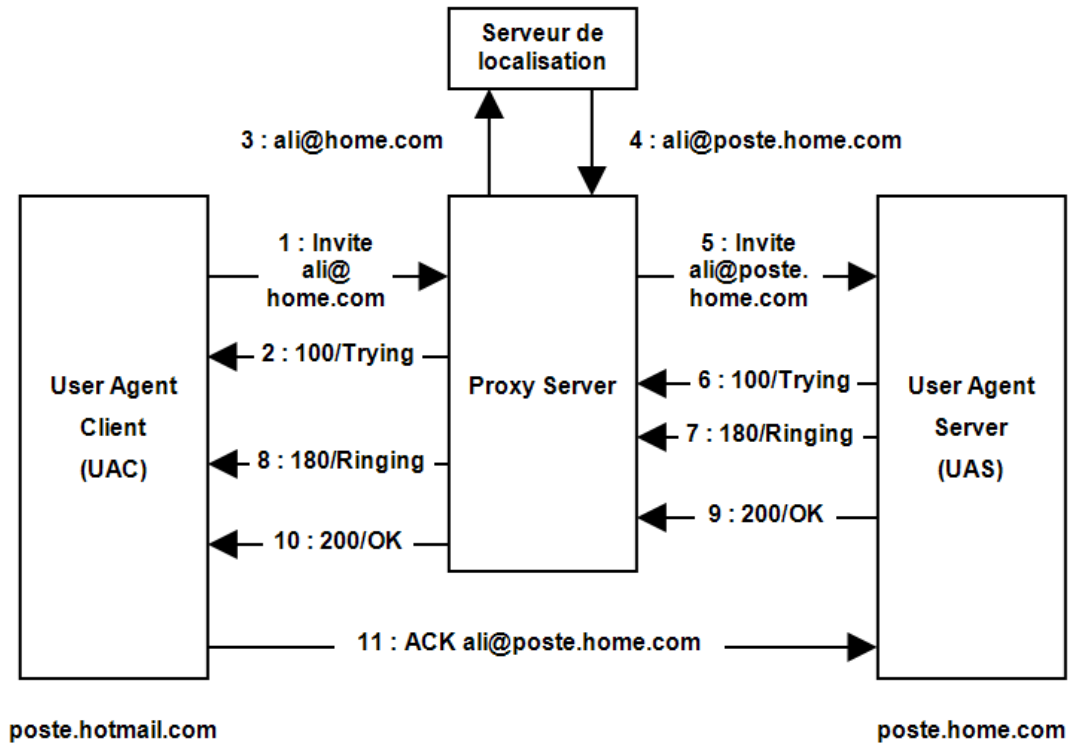 Serveur de
localisation
3 : ali@home.com
4 : ali@poste.home.com
1 : Invite
ali@
home.com
5 : Invite
ali@poste.
home.com
2 : 100/Trying
User Agent
Client
(UAC)
Proxy Server
6 : 100/Trying
User Agent
Server
(UAS)
7 : 180/Ringing
8 : 180/Ringing
9 : 200/OK
10 : 200/OK
11 : ACK ali@poste.home.com
poste.hotmail.com
poste.home.com